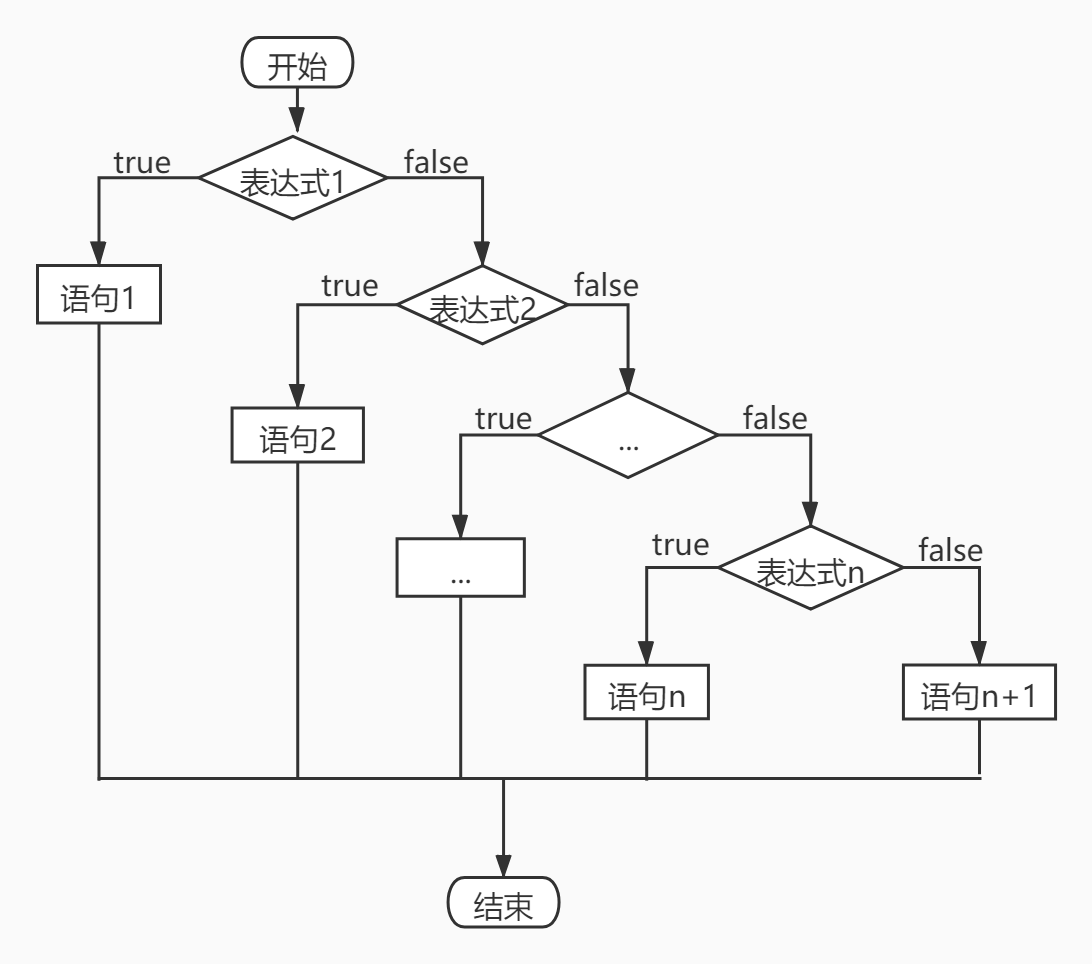 开始
true
false
表达式1
语句1
true
false
表达式2
语句2
true
false
...
...
true
false
表达式n
语句n
语句n+1
结束